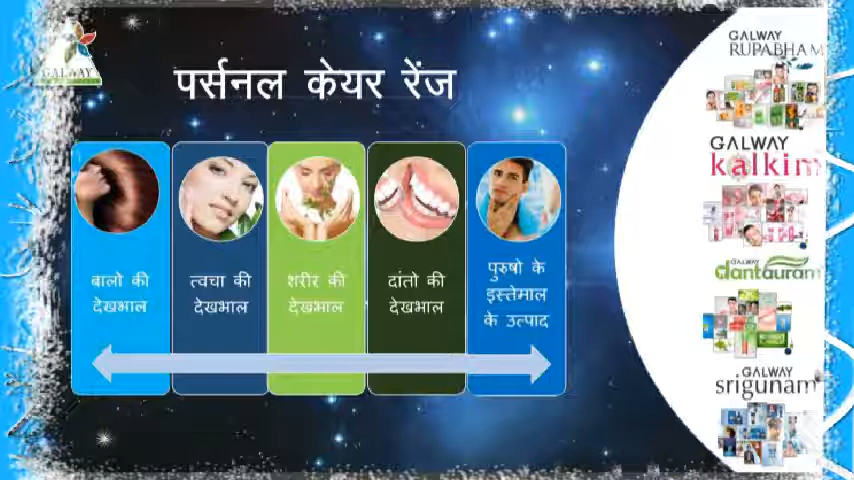 GALWAY
पर्सनल केयर रेंज
बालो की
देखभाल
त्वचा की
देखभाल
शरीर की
देखभाल
दांतो की
देखभाल
पुरुषो के
इस्तेमाल
के उत्पाद
GALWAY
RUPABHAM
GALWAY
kalkim
GALWAY
dantauram
GALWAY
srigunam